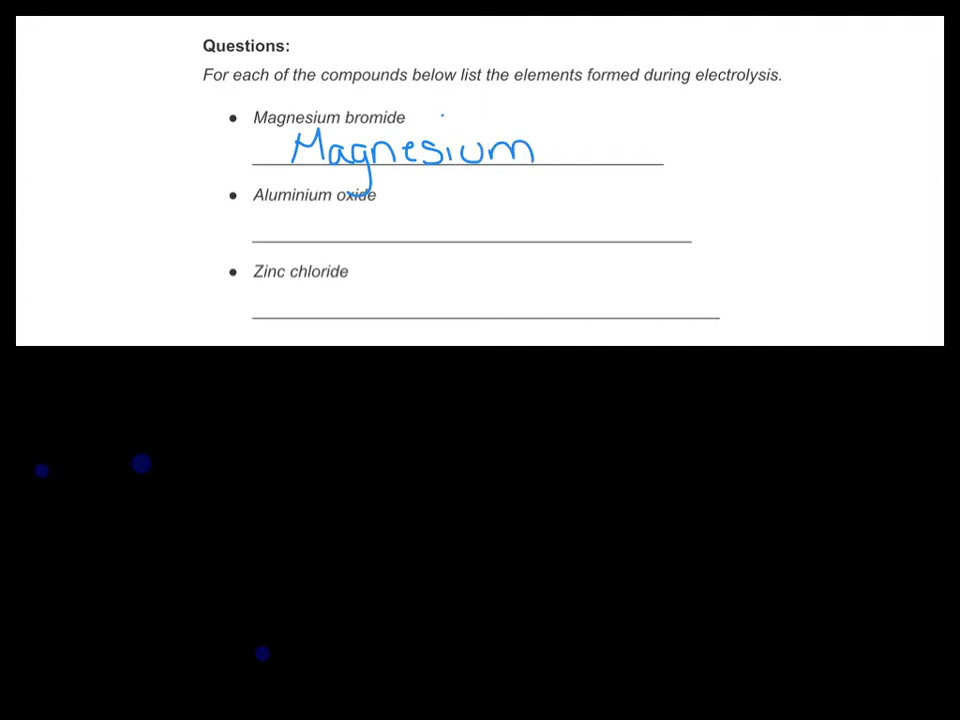 Questions:
For each of the compounds below list the elements formed during electrolysis.
● Magnesium bromide
Magnesium
● Aluminium oxide
● Zinc chloride